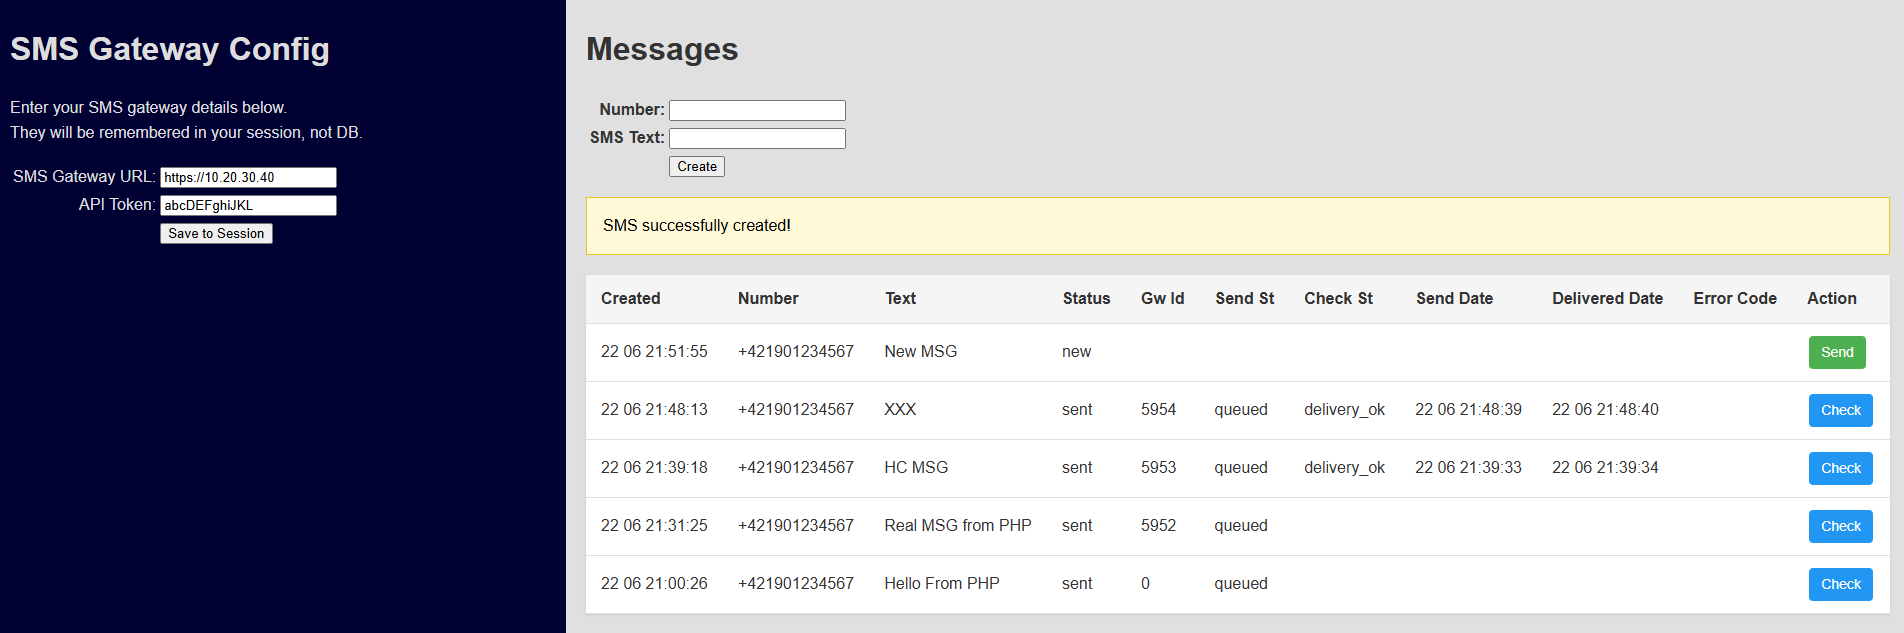 SMS Gateway Config
Enter your SMS gateway details below.
They will be remembered in your session, not DB.
SMS Gateway URL: https://10.20.30.40
API Token: abcDEFghiJKL
Save to Session
Messages
Number:
SMS Text:
Create
SMS successfully created!
Created Number Text Status Gw Id Send St Check St Send Date Delivered Date Error Code Action
22 06 21:51:55 +421901234567 New MSG new Send
22 06 21:48:13 +421901234567 XXX sent 5954 queued delivery_ok 22 06 21:48:39 22 06 21:48:40 Check
22 06 21:39:18 +421901234567 HC MSG sent 5953 queued delivery_ok 22 06 21:39:33 22 06 21:39:34 Check
22 06 21:31:25 +421901234567 Real MSG from PHP sent 5952 queued Check
22 06 21:00:26 +421901234567 Hello From PHP sent 0 queued Check